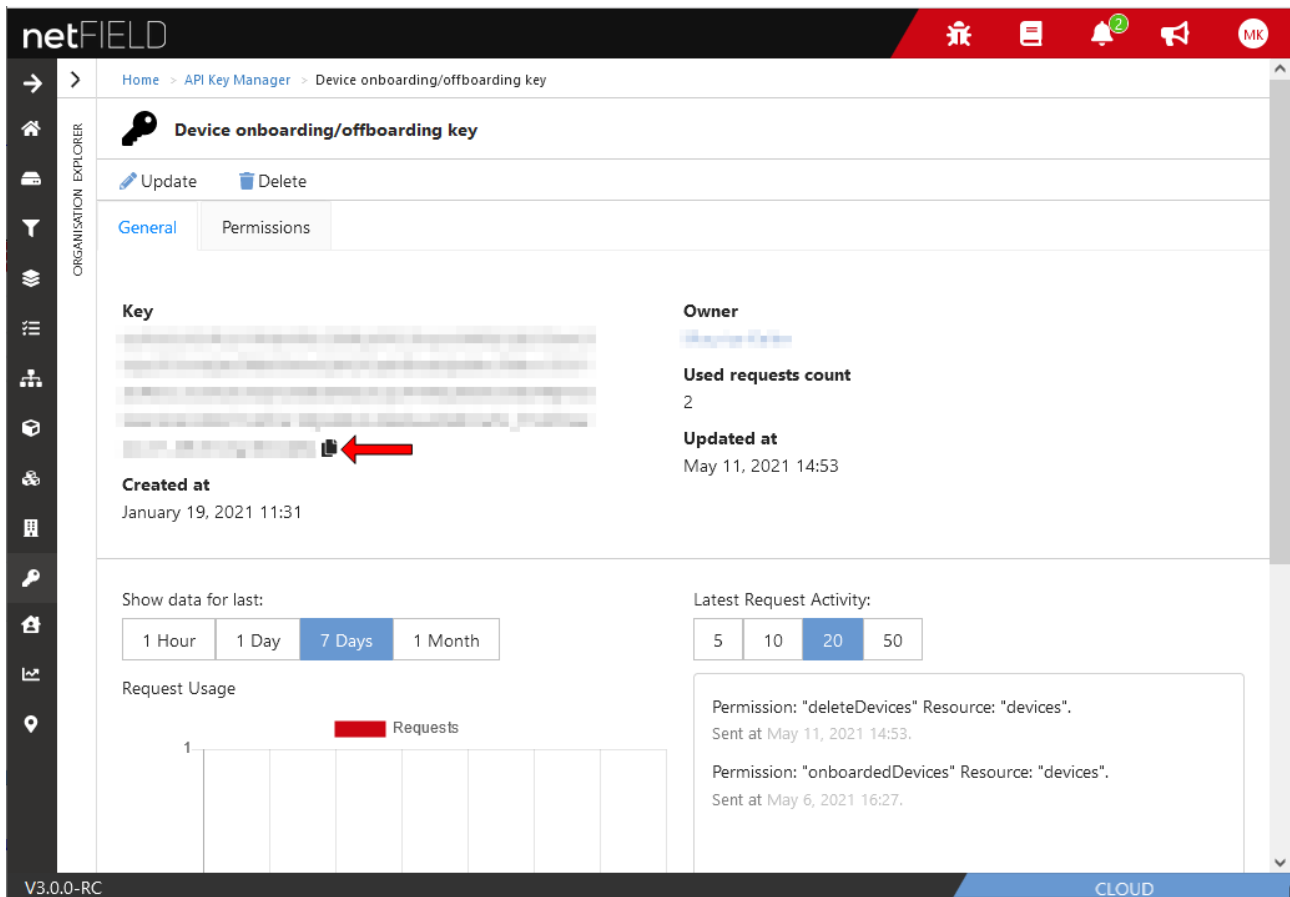 netFIELD
2
MK
Home > API Key Manager > Device onboarding/offboarding key
ORGANISATION EXPLORER
Device onboarding/offboarding key
Update Delete
General Permissions
Key
Owner
Used requests count
2
Updated at
May 11, 2021 14:53
Created at
January 19, 2021 11:31
Show data for last:
1 Hour 1 Day 7 Days 1 Month
Latest Request Activity:
5 10 20 50
Request Usage
Requests
1
Permission: "deleteDevices" Resource: "devices".
Sent at May 11, 2021 14:53.
Permission: "onboardedDevices" Resource: "devices".
Sent at May 6, 2021 16:27.
V3.0.0-RC
CLOUD